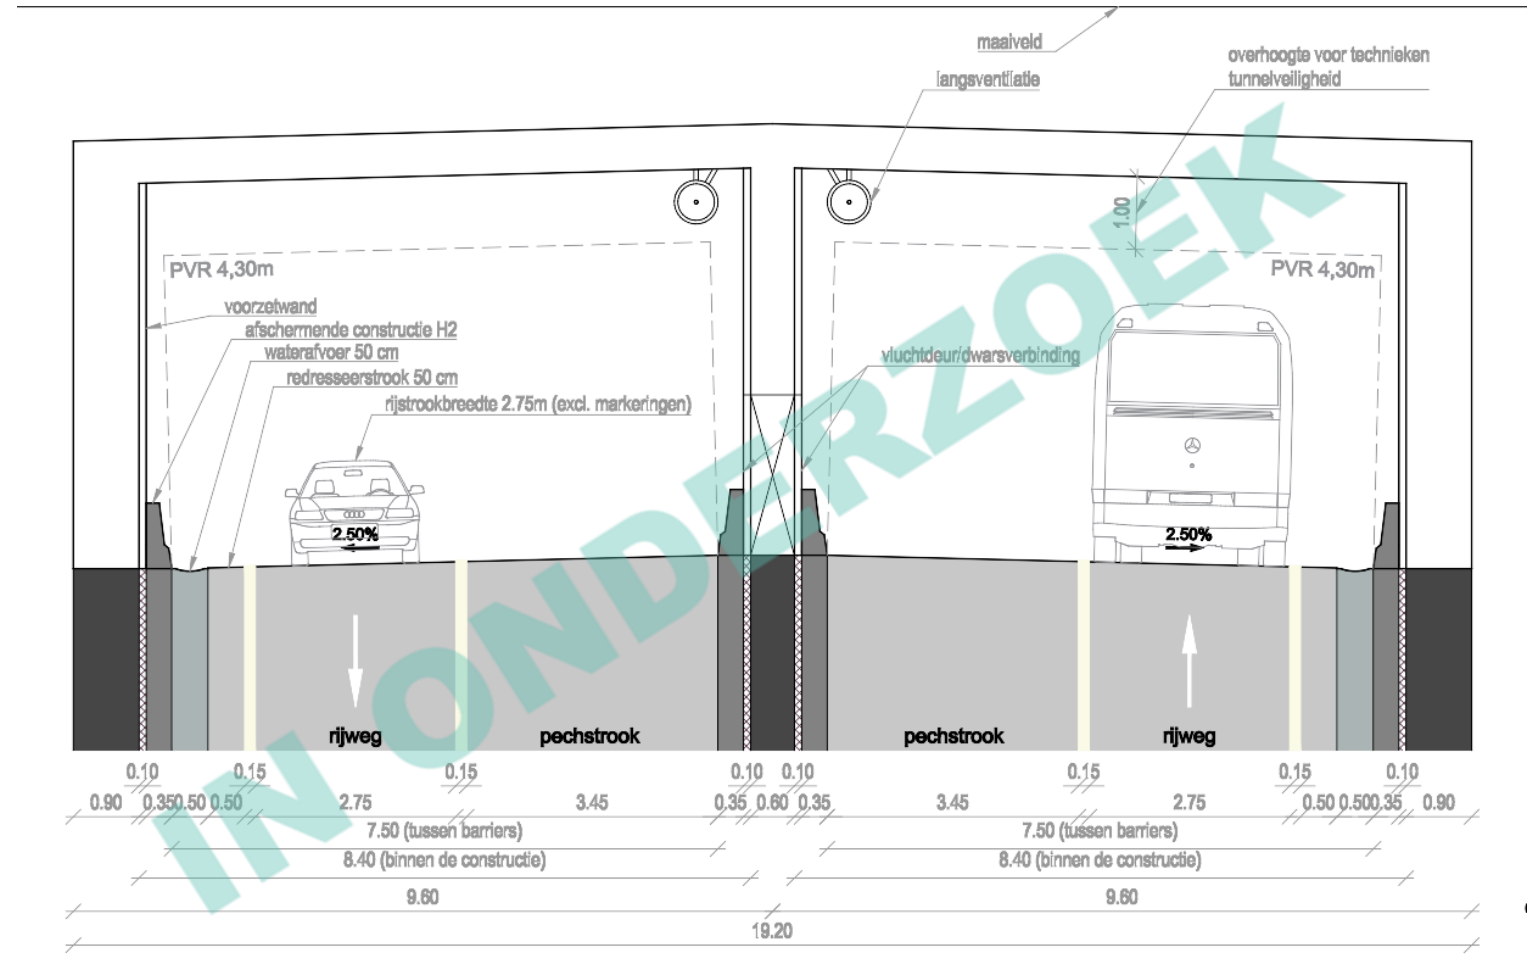 maaiveld
overhoogte voor technieken
tunnelveiligheid
langsventilatie
1.00
PVR 4,30m
PVR 4,30m
voorzetwand
afschermende constructie H2
waterafvoer 50 cm
redresseerstrook 50 cm
rijstrookbreedte 2.75m (excl. markeringen)
vluchtdeur/dwarsverbinding
2.50%
2.50%
IN ONDERZOEK
rijweg pechstrook pechstrook rijweg
0.10 0.15 0.15 0.10 0.10 0.15 0.15 0.10
0.90 0.35 0.50 0.50 2.75 3.45 0.35 0.60 0.35 3.45 2.75 0.50 0.50 0.35 0.90
7.50 (tussen barriers) 7.50 (tussen barriers)
8.40 (binnen de constructie) 8.40 (binnen de constructie)
9.60 9.60
19.20